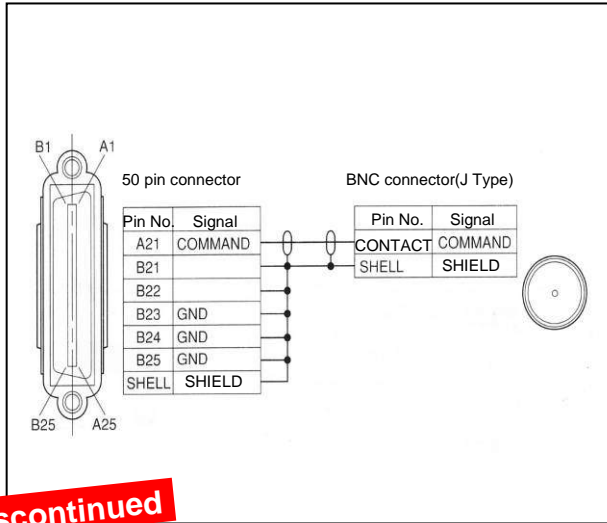 B1 A1
50 pin connector BNC connector(J Type)
Pin No. Signal Pin No. Signal
A21 COMMAND CONTACT COMMAND
B21 SHELL SHIELD
B22
B23 GND
B24 GND
B25 GND
SHELL SHIELD
B25 A25
scontinued